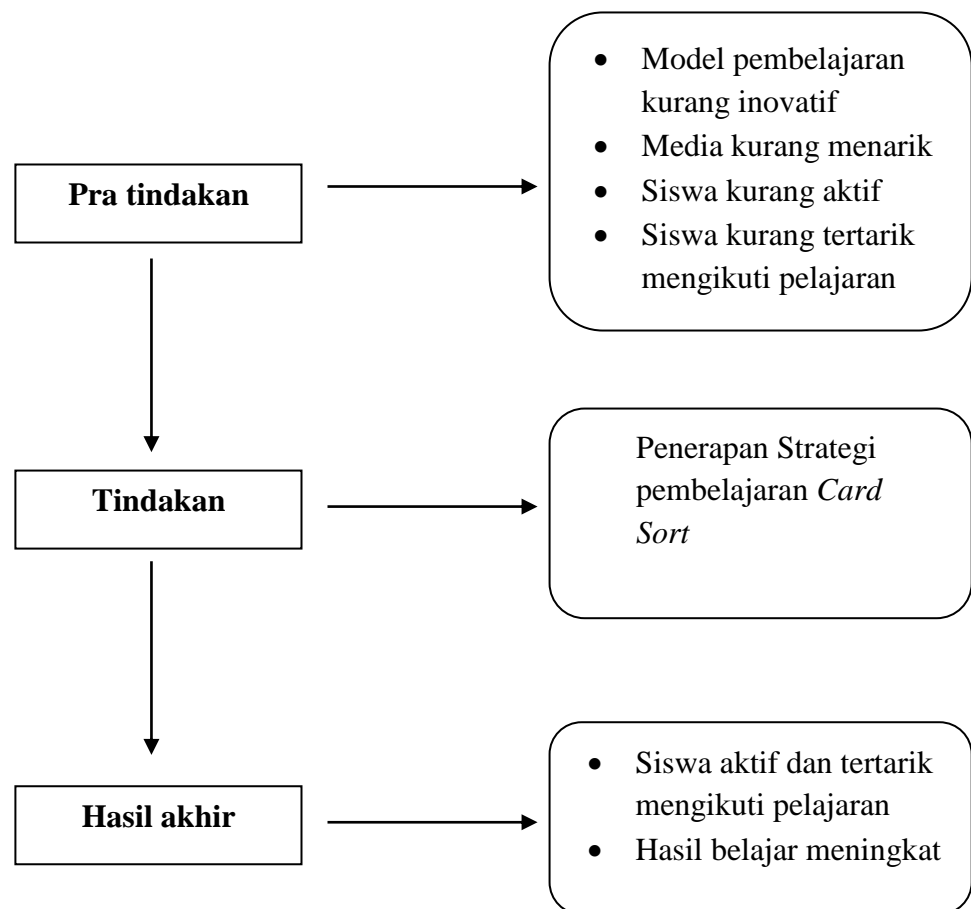 Pra tindakan
• Model pembelajaran
kurang inovatif
• Media kurang menarik
• Siswa kurang aktif
• Siswa kurang tertarik
mengikuti pelajaran
Tindakan
Penerapan Strategi
pembelajaran Card
Sort
Hasil akhir
• Siswa aktif dan tertarik
mengikuti pelajaran
• Hasil belajar meningkat